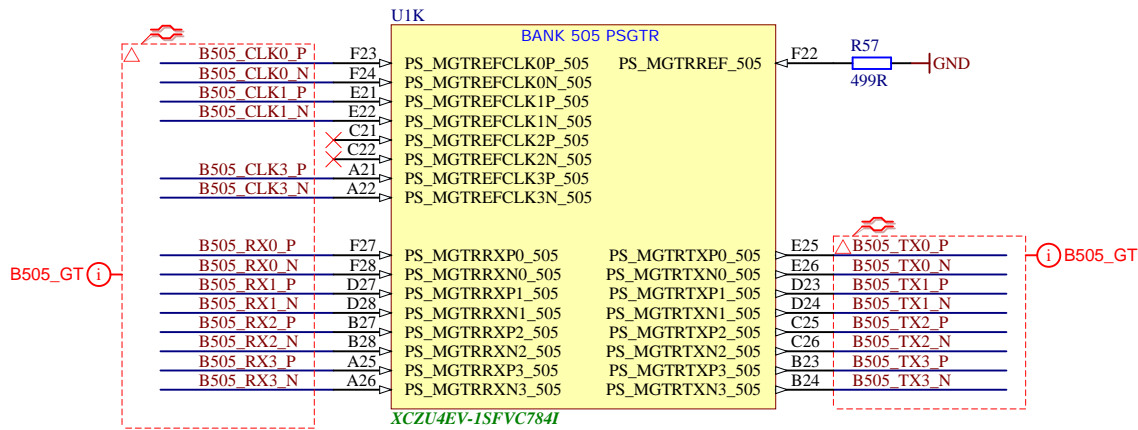 U1K
BANK 505 PSGTR
B505_CLK0_P F23 PS_MGTREFCLK0P_505 PS_MGTRREF_505 F22 R57 499R GND
B505_CLK0_N F24 PS_MGTREFCLK0N_505
B505_CLK1_P E21 PS_MGTREFCLK1P_505
B505_CLK1_N E22 PS_MGTREFCLK1N_505
C21 PS_MGTREFCLK2P_505
C22 PS_MGTREFCLK2N_505
B505_CLK3_P A21 PS_MGTREFCLK3P_505
B505_CLK3_N A22 PS_MGTREFCLK3N_505
B505_RX0_P F27 PS_MGTRRXP0_505 PS_MGTRTXP0_505 E25 B505_TX0_P
B505_GT i B505_RX0_N F28 PS_MGTRRXN0_505 PS_MGTRTXN0_505 E26 B505_TX0_N i B505_GT
B505_RX1_P D27 PS_MGTRRXP1_505 PS_MGTRTXP1_505 D23 B505_TX1_P
B505_RX1_N D28 PS_MGTRRXN1_505 PS_MGTRTXN1_505 D24 B505_TX1_N
B505_RX2_P B27 PS_MGTRRXP2_505 PS_MGTRTXP2_505 C25 B505_TX2_P
B505_RX2_N B28 PS_MGTRRXN2_505 PS_MGTRTXN2_505 C26 B505_TX2_N
B505_RX3_P A25 PS_MGTRRXP3_505 PS_MGTRTXP3_505 B23 B505_TX3_P
B505_RX3_N A26 PS_MGTRRXN3_505 PS_MGTRTXN3_505 B24 B505_TX3_N
XCZU4EV-1SFVC784I